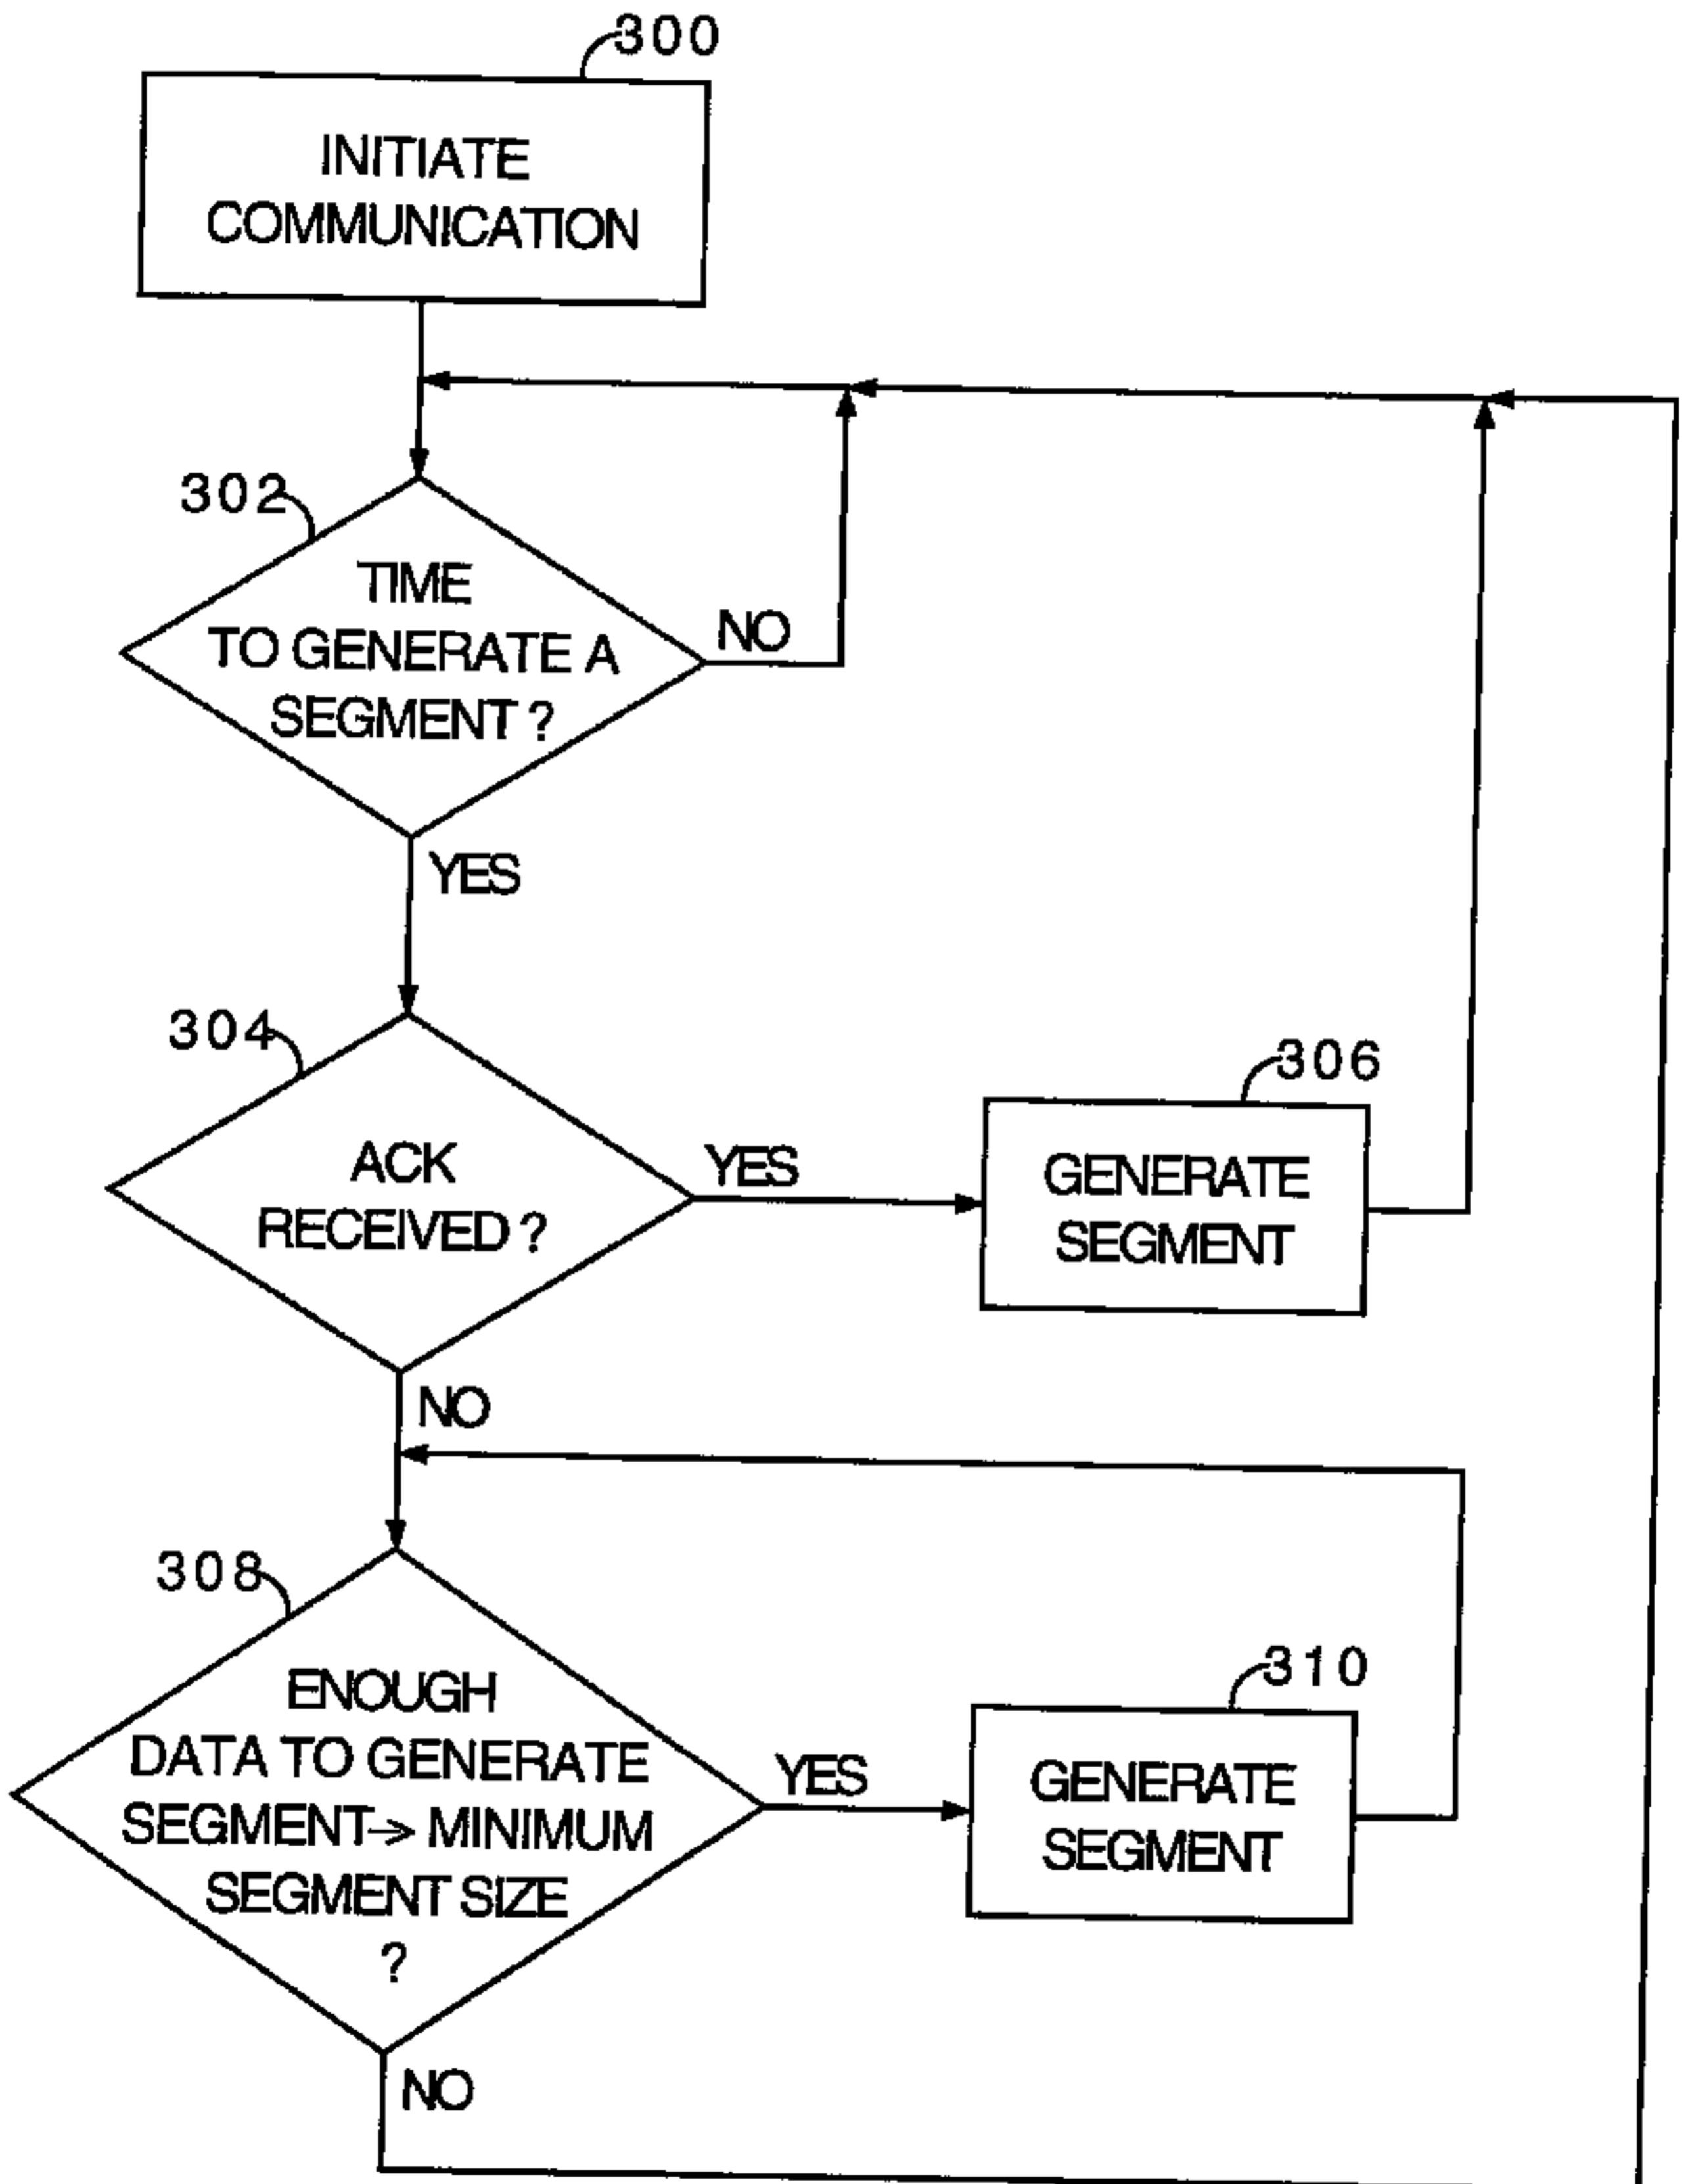 300
INITIATE
COMMUNICATION
302
TIME
TO GENERATE A
SEGMENT ?
NO
YES
304
ACK
RECEIVED ?
YES
306
GENERATE
SEGMENT
NO
308
ENOUGH
DATA TO GENERATE
SEGMENT-> MINIMUM
SEGMENT SIZE
?
YES
310
GENERATE
SEGMENT
NO